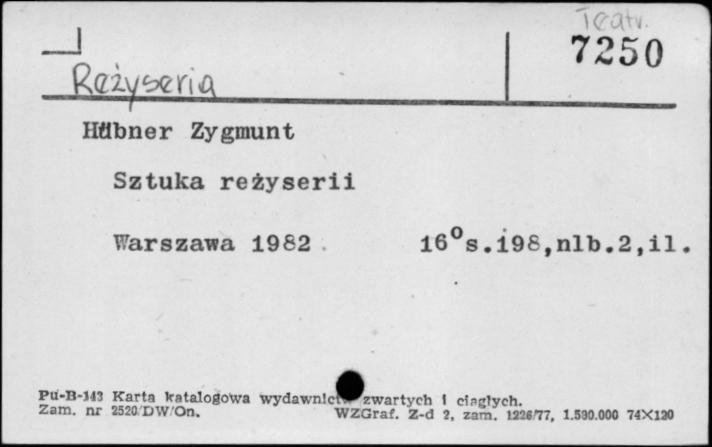 Teatr.
7250
Reżyseria
Hübner Zygmunt
Sztuka reżyserii
Warszawa 1982 16⁰s.198,nlb.2,il.
Pu-B-143 Karta katalogowa wydawnictw zwartych i ciągłych.
Zam. nr 2520/DW/On. WZGraf. Z-d 2, zam. 1226/77, 1.590.000 74X120